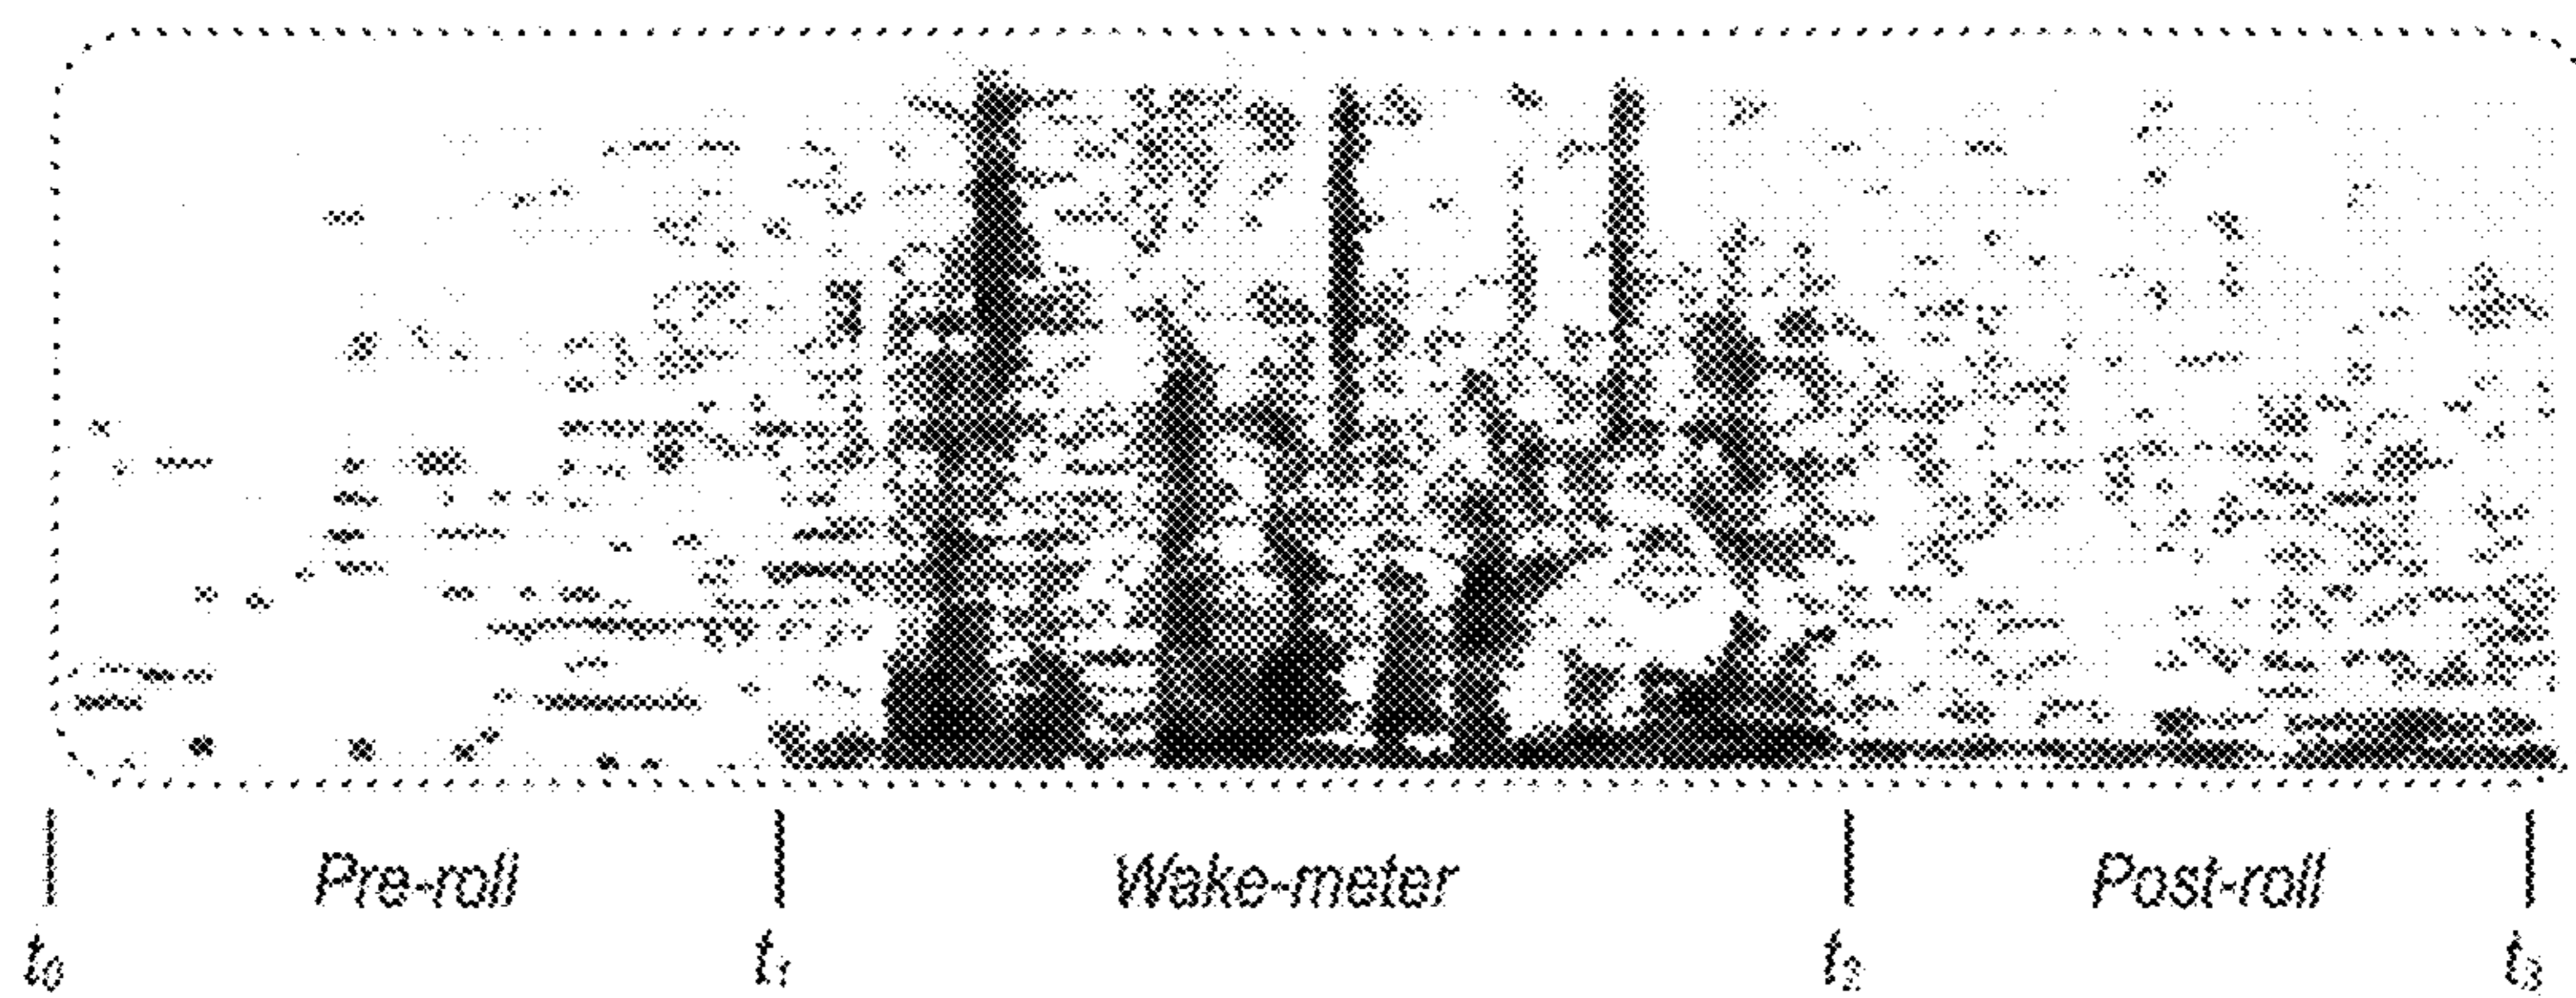 Pre-roll Wake-meter Post-roll
t₀ t₁ t₂ t₃